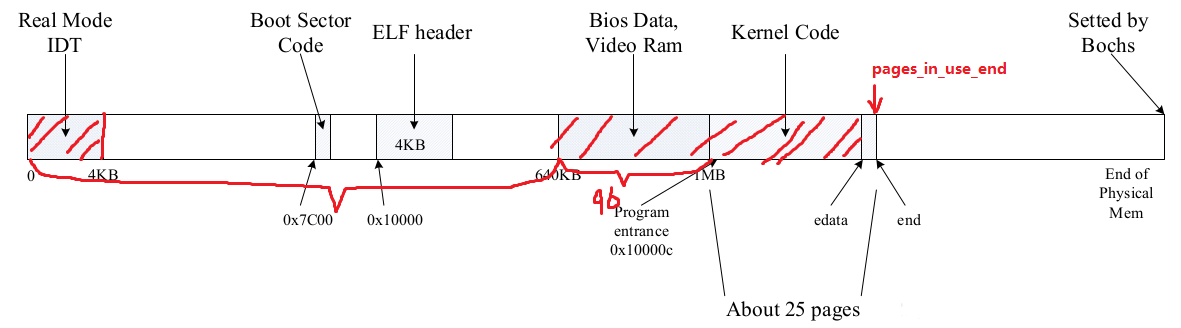 Real Mode
IDT
Boot Sector
Code
ELF header
Bios Data,
Video Ram
Kernel Code
Setted by
Bochs
pages_in_use_end
4KB
0
4KB
640KB
1MB
End of
Physical
Mem
0x7C00
0x10000
96
Program
entrance
0x10000c
edata
end
About 25 pages